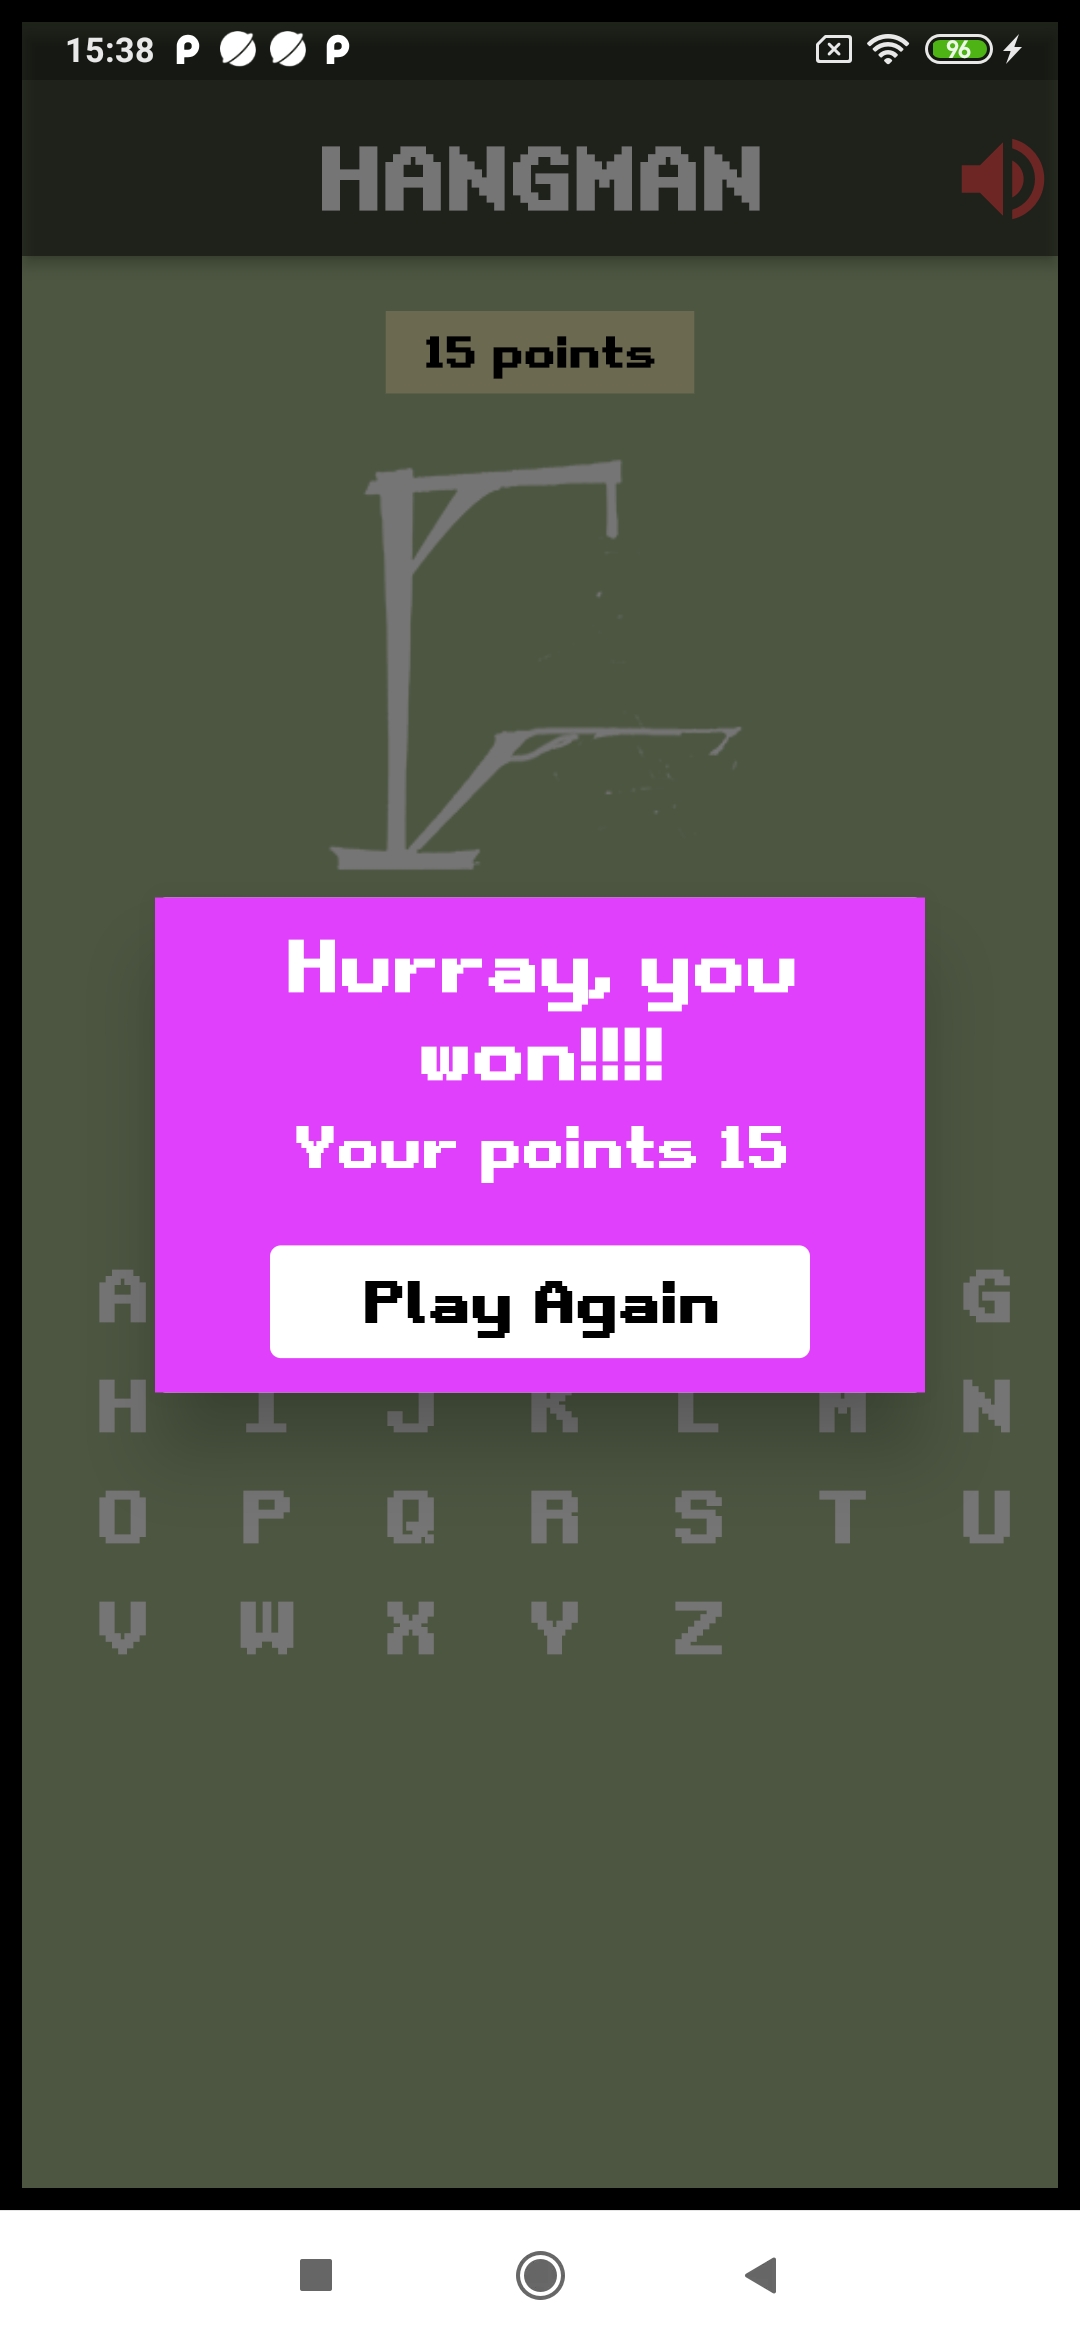 15:38
96
HANGMAN
15 points
Hurray, you
won!!!!
Your points 15
Play Again
A G
H I J K L M N
O P Q R S T U
V W X Y Z